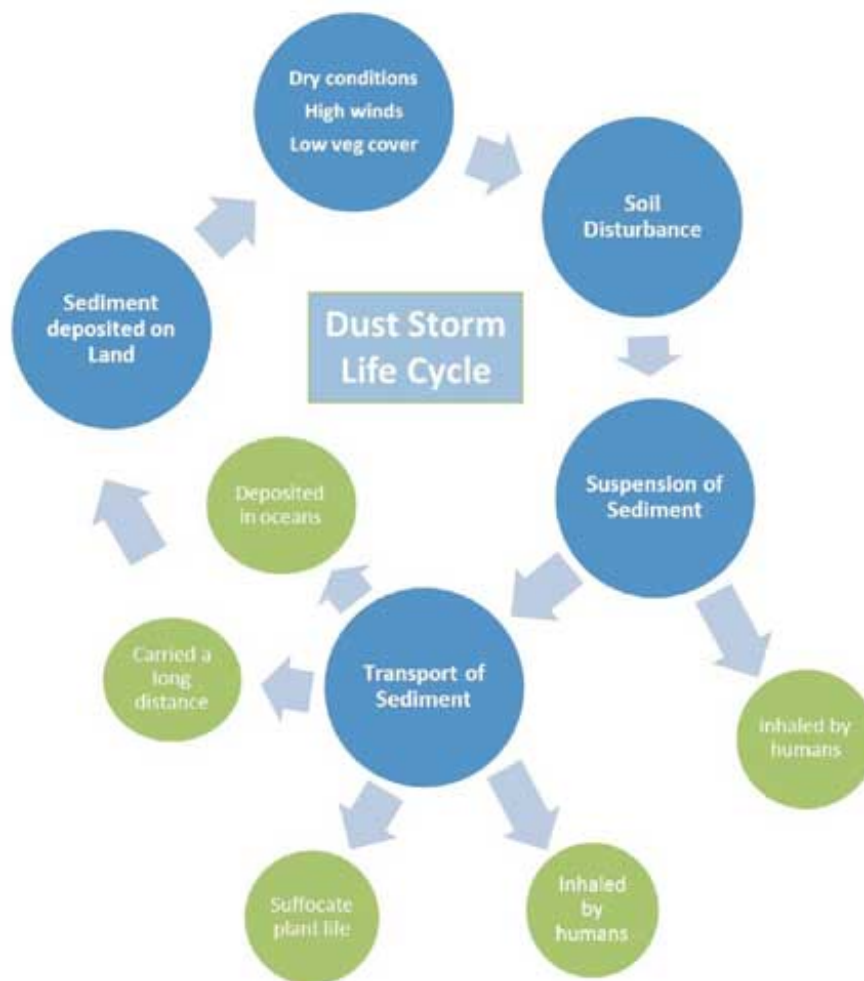 Dry conditions
High winds
Low veg cover
Soil
Disturbance
Sediment
deposited on
Land
Dust Storm
Life Cycle
Suspension of
Sediment
Deposited
in oceans
Transport of
Sediment
Carried a
long
distance
inhaled by
humans
Suffocate
plant life
Inhaled
by
humans